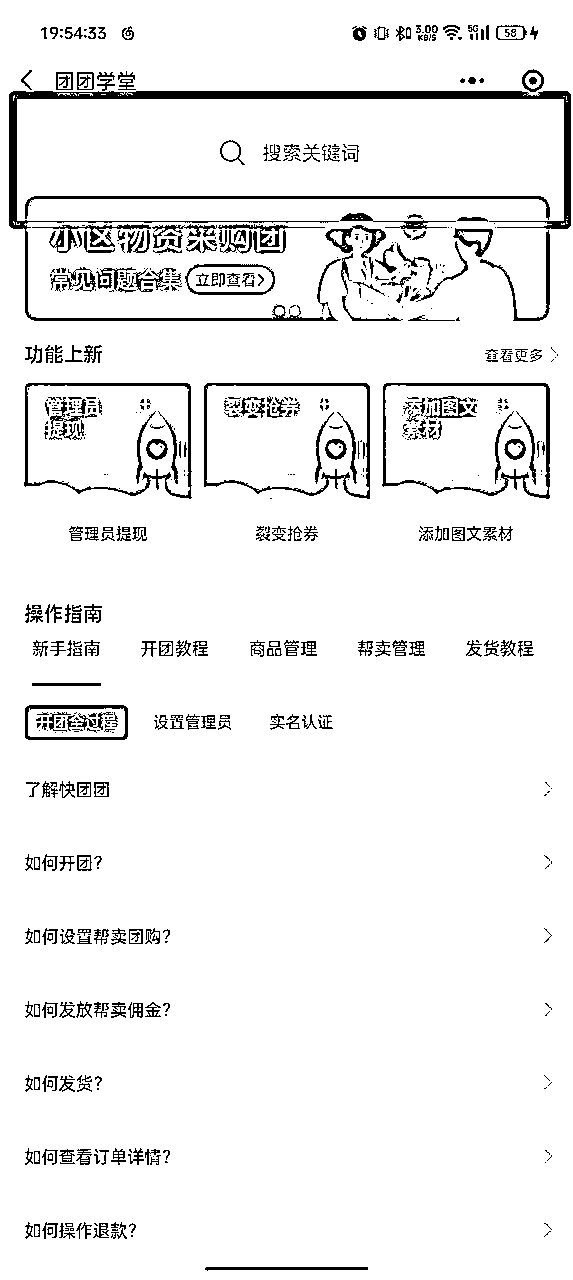 19:54:33 3.00 KB/S 5G 58
团团学堂
搜索关键词
小区物资采购团
常见问题合集 立即查看>
功能上新 查看更多 >
管理员 裂变抢券 添加图文
提现 素材
管理员提现 裂变抢券 添加图文素材
操作指南
新手指南 开团教程 商品管理 帮卖管理 发货教程
开团全过程 设置管理员 实名认证
了解快团团
如何开团?
如何设置帮卖团购?
如何发放帮卖佣金?
如何发货?
如何查看订单详情?
如何操作退款?